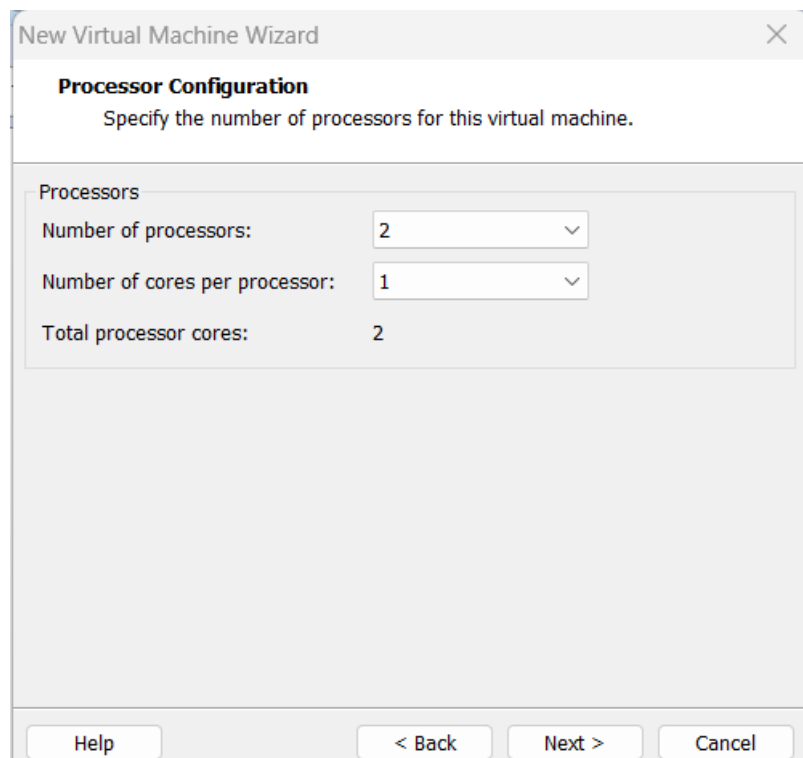 New Virtual Machine Wizard
Processor Configuration
Specify the number of processors for this virtual machine.
Processors
Number of processors: 2
Number of cores per processor: 1
Total processor cores: 2
Help < Back Next > Cancel